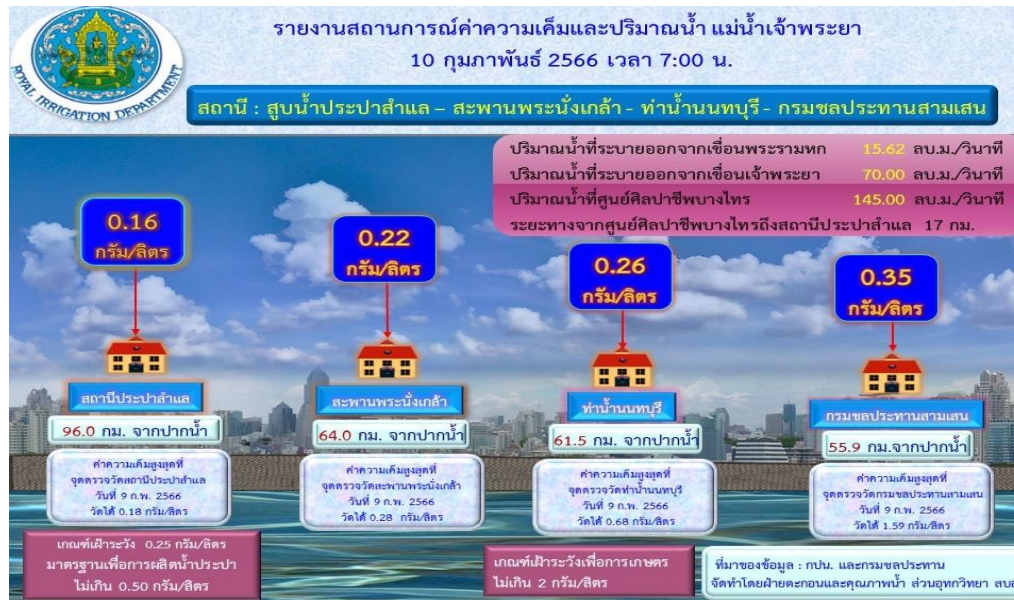 รายงานสถานการณ์ค่าความเค็มและปริมาณน้ำ แม่น้ำเจ้าพระยา
10 กุมภาพันธ์ 2566 เวลา 7:00 น.
ROYAL IRRIGATION DEPARTMENT
สถานี : สูบน้ำประปาสำแล – สะพานพระนั่งเกล้า - ท่าน้ำนนทบุรี - กรมชลประทานสามเสน
ปริมาณน้ำที่ระบายออกจากเขื่อนพระรามหก 15.62 ลบ.ม./วินาที
ปริมาณน้ำที่ระบายออกจากเขื่อนเจ้าพระยา 70.00 ลบ.ม./วินาที
ปริมาณน้ำที่ศูนย์ศิลปาชีพบางไทร 145.00 ลบ.ม./วินาที
ระยะทางจากศูนย์ศิลปาชีพบางไทรถึงสถานีประปาสำแล 17 กม.
0.16
กรัม/ลิตร
สถานีประปาสำแล
96.0 กม. จากปากน้ำ
ค่าความเค็มสูงสุดที่
จุดตรวจวัดสถานีประปาสำแล
วันที่ 9 ก.พ. 2566
วัดได้ 0.18 กรัม/ลิตร
0.22
กรัม/ลิตร
สะพานพระนั่งเกล้า
64.0 กม. จากปากน้ำ
ค่าความเค็มสูงสุดที่
จุดตรวจวัดสะพานพระนั่งเกล้า
วันที่ 9 ก.พ. 2566
วัดได้ 0.28 กรัม/ลิตร
0.26
กรัม/ลิตร
ท่าน้ำนนทบุรี
61.5 กม. จากปากน้ำ
ค่าความเค็มสูงสุดที่
จุดตรวจวัดท่าน้ำนนทบุรี
วันที่ 9 ก.พ. 2566
วัดได้ 0.68 กรัม/ลิตร
0.35
กรัม/ลิตร
กรมชลประทานสามเสน
55.9 กม.จากปากน้ำ
ค่าความเค็มสูงสุดที่
จุดตรวจวัดกรมชลประทานสามเสน
วันที่ 9 ก.พ. 2566
วัดได้ 1.59 กรัม/ลิตร
เกณฑ์เฝ้าระวัง 0.25 กรัม/ลิตร
มาตรฐานเพื่อการผลิตน้ำประปา
ไม่เกิน 0.50 กรัม/ลิตร
เกณฑ์เฝ้าระวังเพื่อการเกษตร
ไม่เกิน 2 กรัม/ลิตร
ที่มาของข้อมูล : กปน. และกรมชลประทาน
จัดทำโดยฝ่ายตะกอนและคุณภาพน้ำ ส่วนอุทกวิทยา